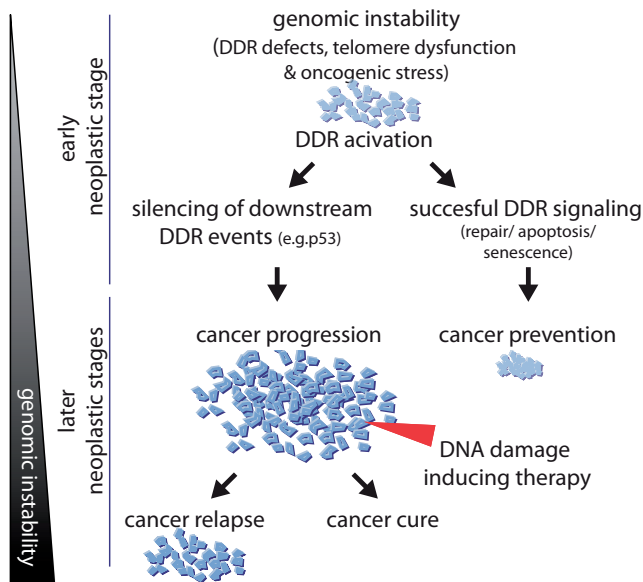 genomic instability
(DDR defects, telomere dysfunction
& oncogenic stress)
DDR acivation
early
neoplastic stage
silencing of downstream
DDR events (e.g.p53)
succesful DDR signaling
(repair/ apoptosis/
senescence)
cancer progression
cancer prevention
later
neoplastic stages
genomic instability
DNA damage
inducing therapy
cancer relapse
cancer cure